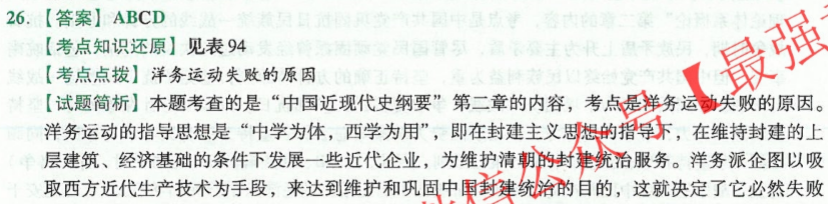 26.【答案】ABCD
【考点知识还原】见表94
【考点点拨】洋务运动失败的原因
【试题简析】本题考查的是“中国近现代史纲要”第二章的内容，考点是洋务运动失败的原因。
洋务运动的指导思想是“中学为体，西学为用”，即在封建主义思想的指导下，在维持封建的上
层建筑、经济基础的条件下发展一些近代企业，为维护清朝的封建统治服务。洋务派企图以吸
取西方近代生产技术为手段，来达到维护和巩固中国封建统治的目的，这就决定了它必然失败
信公众号【最强